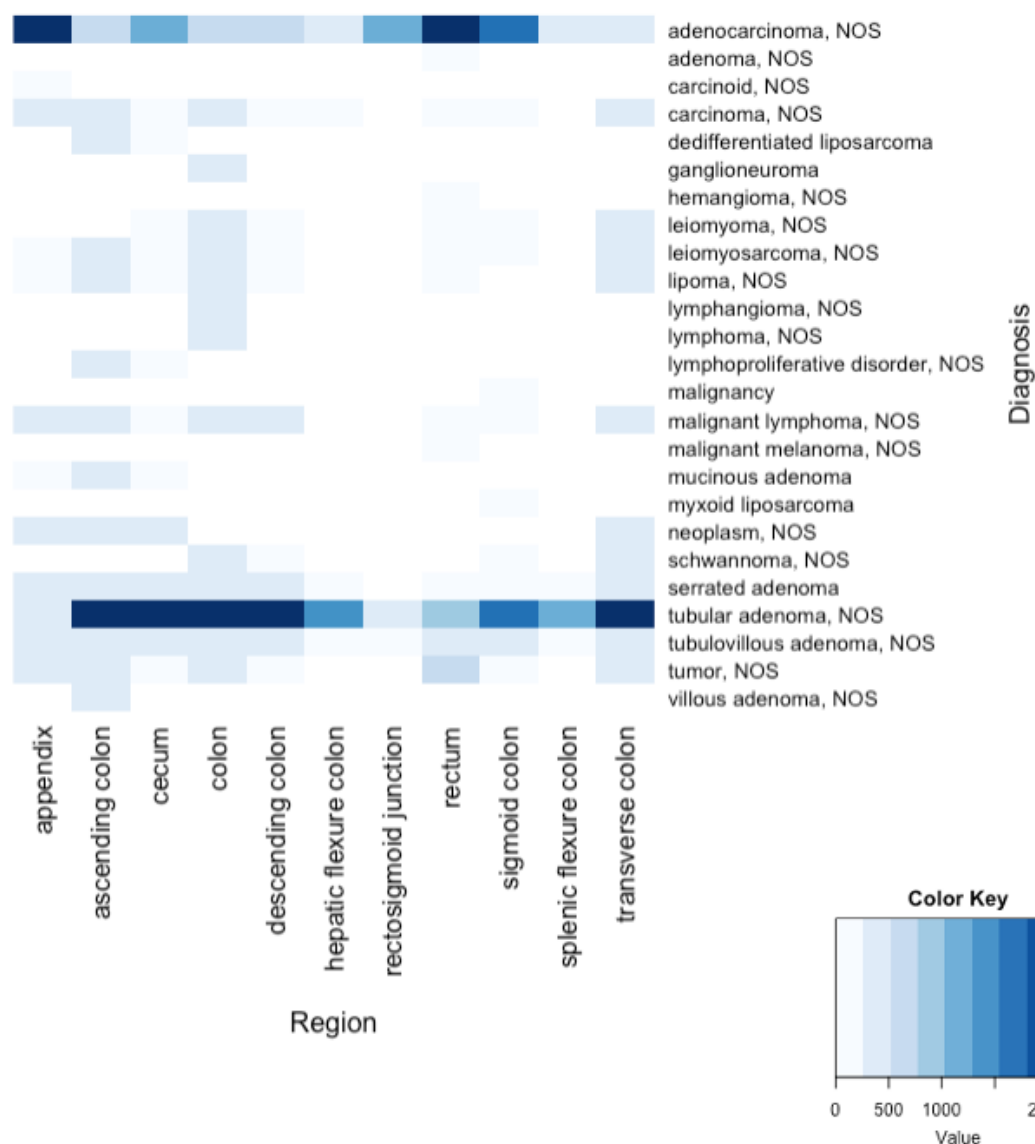 adenocarcinoma, NOS
adenoma, NOS
carcinoid, NOS
carcinoma, NOS
dedifferentiated liposarcoma
ganglioneuroma
hemangioma, NOS
leiomyoma, NOS
leiomyosarcoma, NOS
lipoma, NOS
lymphangioma, NOS
lymphoma, NOS
lymphoproliferative disorder, NOS
malignancy
malignant lymphoma, NOS
malignant melanoma, NOS
mucinous adenoma
myxoid liposarcoma
neoplasm, NOS
schwannoma, NOS
serrated adenoma
tubular adenoma, NOS
tubulovillous adenoma, NOS
tumor, NOS
villous adenoma, NOS
Diagnosis
appendix
ascending colon
cecum
colon
descending colon
hepatic flexure colon
rectosigmoid junction
rectum
sigmoid colon
splenic flexure colon
transverse colon
Region
Color Key
0 500 1000
Value